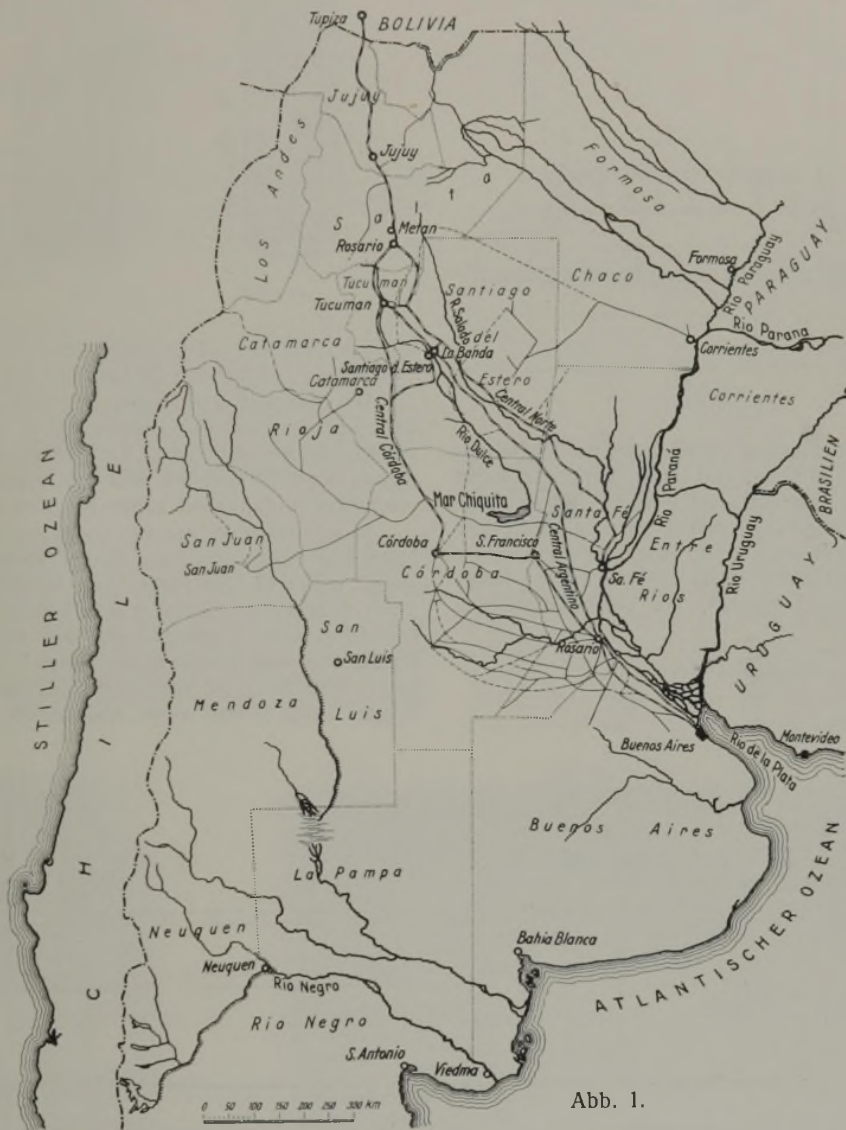 Tupiza
BOLIVIA
Jujuy
Jujuy
Los Andes
Salta
Formosa
Metan
Rosario
Formosa
Rio Paraguay
PARAGUAY
Chaco
Tucuman
Tucuman
Santiago
R. Salado
del
Estero
La Banda
Santiago d. Estero
Rio Parana
Corrientes
Corrientes
Catamarca
Catamarca
Central Norte
Rioja
Central Córdoba
Rio Dulce
Rio Paraná
BRASILIEN
Mar Chiquita
Santa Fé
STILLER OZEAN
CHILE
San Juan
San Juan
Córdoba
S. Francisco
Central Argentino
Sa. Fé
Entre
Rios
Rio Uruguay
Córdoba
URUGUAY
San
Luis
San Luis
Rosario
Mendoza
Buenos Aires
Montevideo
Rio de la Plata
Buenos Aires
La Pampa
Neuquen
Neuquen
Rio Negro
Bahia Blanca
ATLANTISCHER OZEAN
Rio Negro
S. Antonio
Viedma
0 50 100 150 200 250 300 km
Abb. 1.